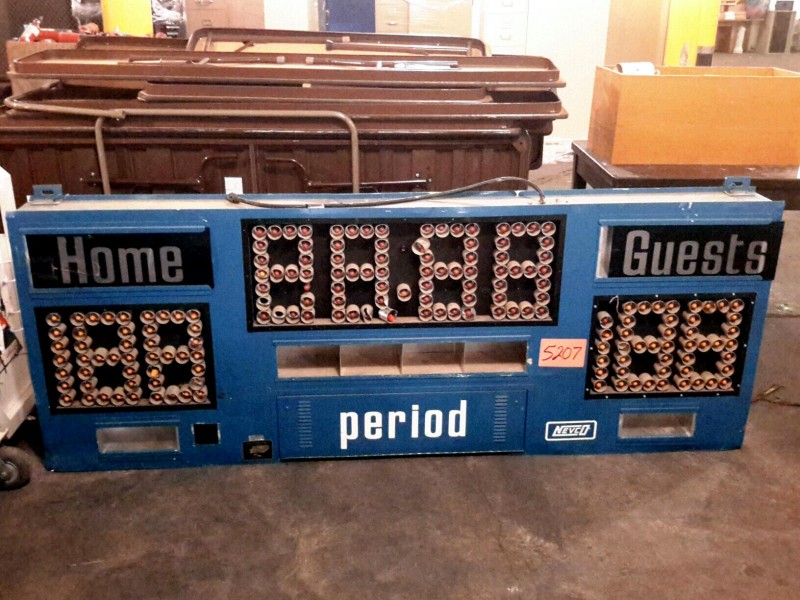 Home
Guests
5207
period
NEVCO